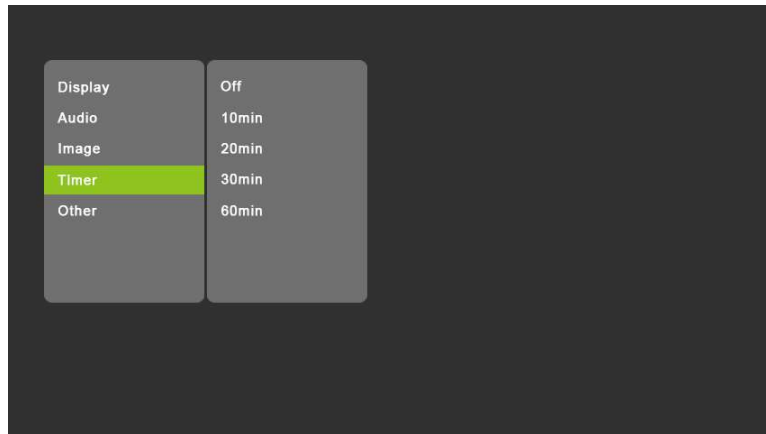 Display
Audio
Image
TImer
Other
Off
10min
20min
30min
60min